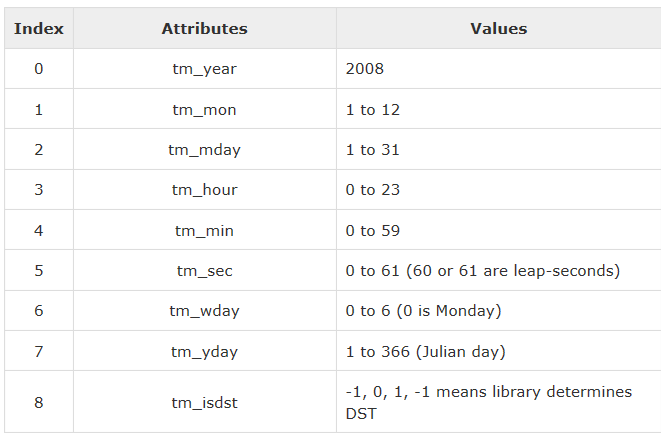 Index Attributes Values
0 tm_year 2008
1 tm_mon 1 to 12
2 tm_mday 1 to 31
3 tm_hour 0 to 23
4 tm_min 0 to 59
5 tm_sec 0 to 61 (60 or 61 are leap-seconds)
6 tm_wday 0 to 6 (0 is Monday)
7 tm_yday 1 to 366 (Julian day)
8 tm_isdst -1, 0, 1, -1 means library determines
DST